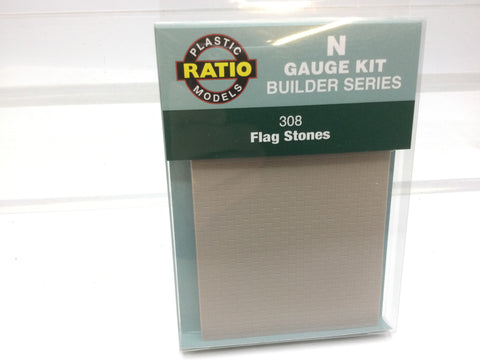 PLASTIC
RATIO
MODELS
N
GAUGE KIT
BUILDER SERIES
308
Flag Stones